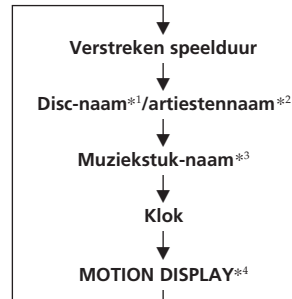 Verstreken speelduur
Disc-naam*1/artiestennaam*2
Muziekstuk-naam*3
Klok
MOTION DISPLAY*4